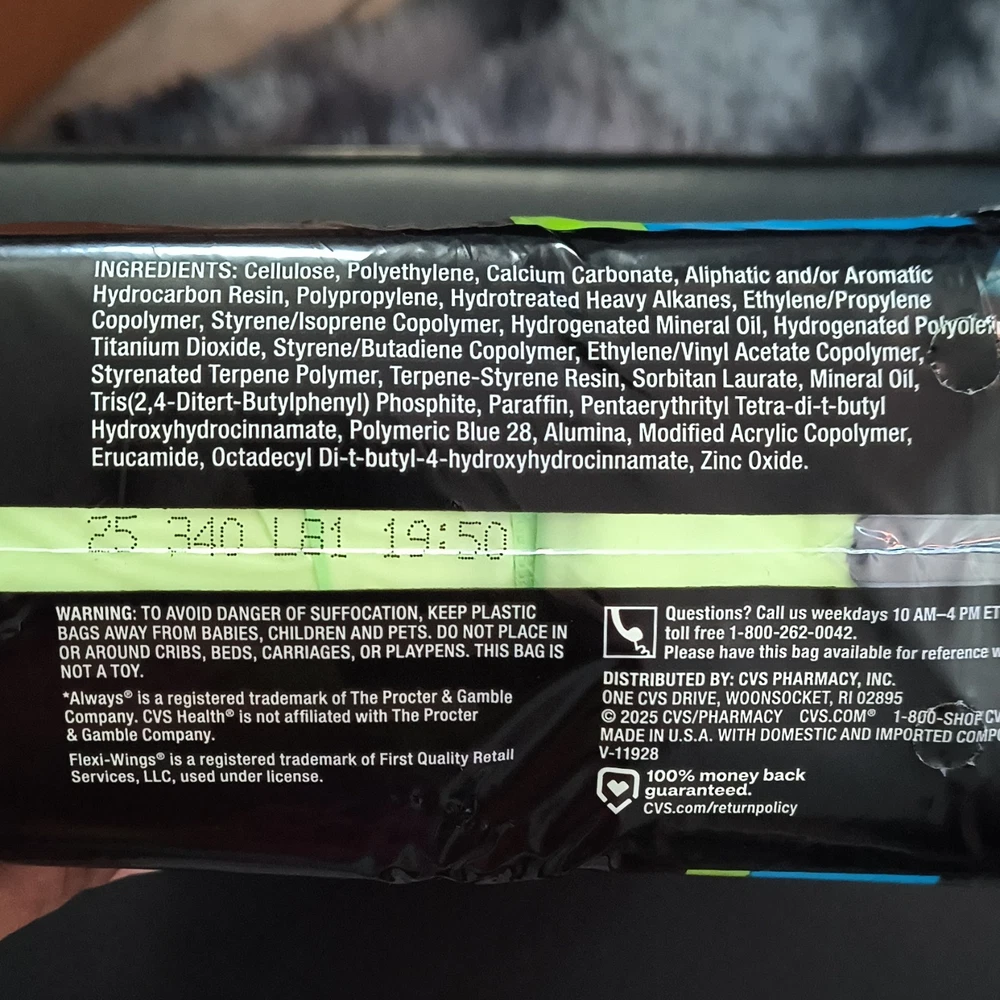 INGREDIENTS: Cellulose, Polyethylene, Calcium Carbonate, Aliphatic and/or Aromatic
Hydrocarbon Resin, Polypropylene, Hydrotreated Heavy Alkanes, Ethylene/Propylene
Copolymer, Styrene/Isoprene Copolymer, Hydrogenated Mineral Oil, Hydrogenated
Titanium Dioxide, Styrene/Butadiene Copolymer, Ethylene/Vinyl Acetate Copolymer,
Styrenated Terpene Polymer, Terpene-Styrene Resin, Sorbitan Laurate, Mineral Oil,
Tris(2,4-Ditert-Butylphenyl) Phosphite, Paraffin, Pentaerythrityl Tetra-di-t-butyl
Hydroxyhydrocinnamate, Polymeric Blue 28, Alumina, Modified Acrylic Copolymer,
Erucamide, Octadecyl Di-t-butyl-4-hydroxyhydrocinnamate, Zinc Oxide.
25 340 L81 19:50
WARNING: TO AVOID DANGER OF SUFFOCATION, KEEP PLASTIC
BAGS AWAY FROM BABIES, CHILDREN AND PETS. DO NOT PLACE IN
OR AROUND CRIBS, BEDS, CARRIAGES, OR PLAYPENS. THIS BAG IS
NOT A TOY.
*Always® is a registered trademark of The Procter & Gamble
Company. CVS Health® is not affiliated with The Procter
& Gamble Company.
Flexi-Wings® is a registered trademark of First Quality Retail
Services, LLC, used under license.
Questions? Call us weekdays 10 AM–4 PM ET
toll free 1-800-262-0042.
Please have this bag available for reference
DISTRIBUTED BY: CVS PHARMACY, INC.
ONE CVS DRIVE, WOONSOCKET, RI 02895
© 2025 CVS/PHARMACY CVS.COM® 1-800-SHOP
MADE IN U.S.A. WITH DOMESTIC AND IMPORTED
V-11928
100% money back
guaranteed.
CVS.com/returnpolicy